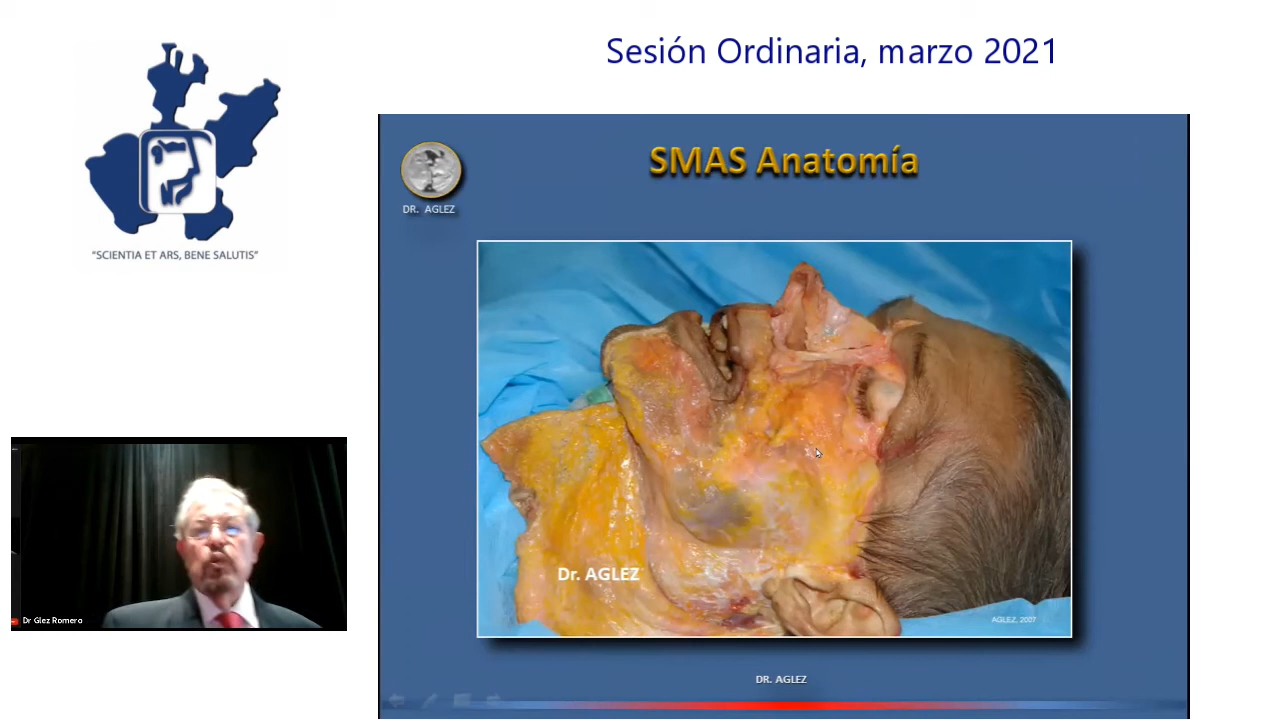 Sesión Ordinaria, marzo 2021
"SCIENTIA ET ARS, BENE SALUTIS"
SMAS Anatomía
DR. AGLEZ
Dr. AGLEZ
AGLEZ, 2007
DR. AGLEZ
Dr Glez Romero